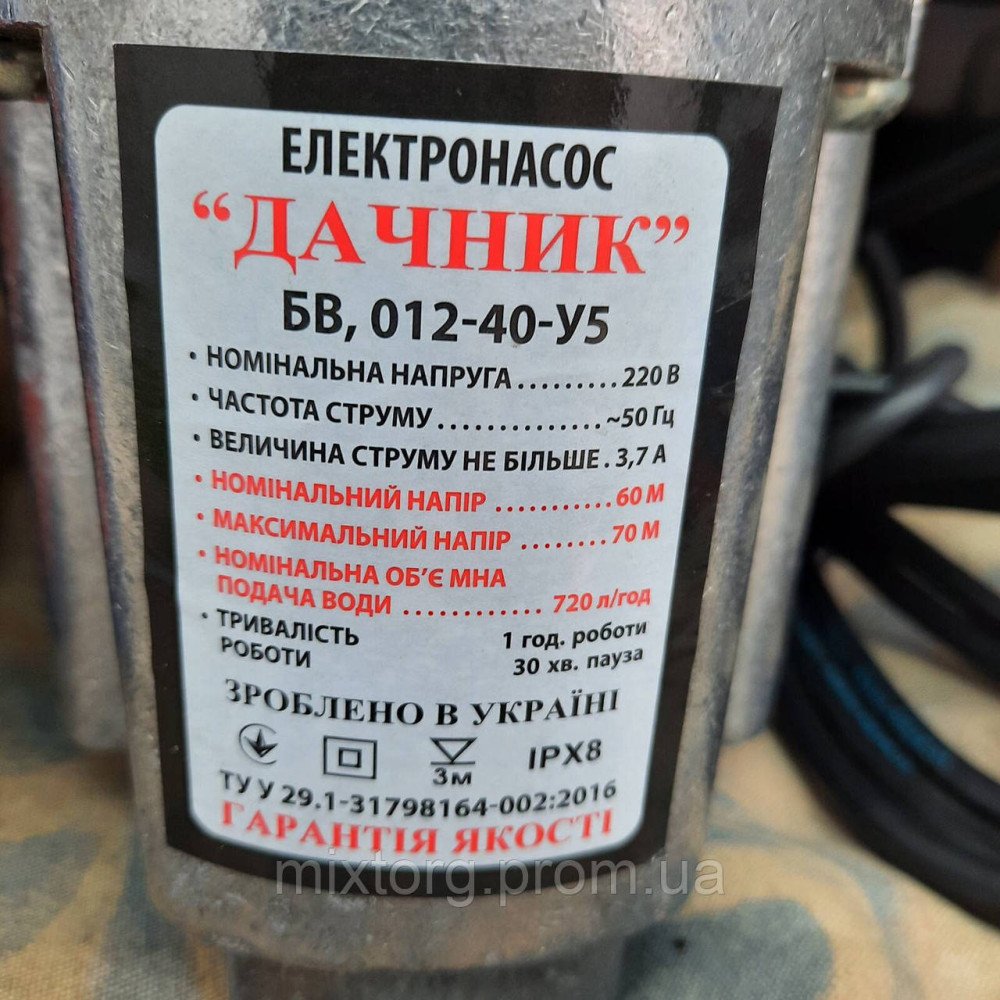 ЕЛЕКТРОНАСОС
“ДАЧНИК”
БВ, 012-40-У5
• НОМІНАЛЬНА НАПРУГА.........220 В
• ЧАСТОТА СТРУМУ..............~50 Гц
• ВЕЛИЧИНА СТРУМУ НЕ БІЛЬШЕ.3,7 А
• НОМІНАЛЬНИЙ НАПІР...........60 М
• МАКСИМАЛЬНИЙ НАПІР........70 М
• НОМІНАЛЬНА ОБ’Є МНА
ПОДАЧА ВОДИ............720 л/год
• ТРИВАЛІСТЬ 1 год. роботи
РОБОТИ 30 хв. пауза
ЗРОБЛЕНО В УКРАЇНІ
3м IPX8
ТУ У 29.1-31798164-002:2016
ГАРАНТІЯ ЯКОСТІ
mixtorg.prom.ua